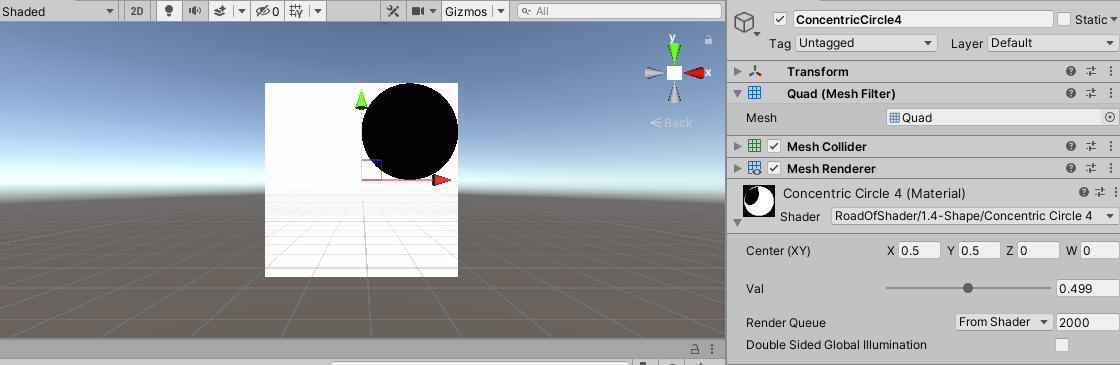 Shaded 2D 0 Gizmos All
y
x
Back
ConcentricCircle4 Static
Tag Untagged Layer Default
Transform
Quad (Mesh Filter)
Mesh Quad
Mesh Collider
Mesh Renderer
Concentric Circle 4 (Material)
Shader RoadOfShader/1.4-Shape/Concentric Circle 4
Center (XY) X 0.5 Y 0.5 Z 0 W 0
Val 0.499
Render Queue From Shader 2000
Double Sided Global Illumination